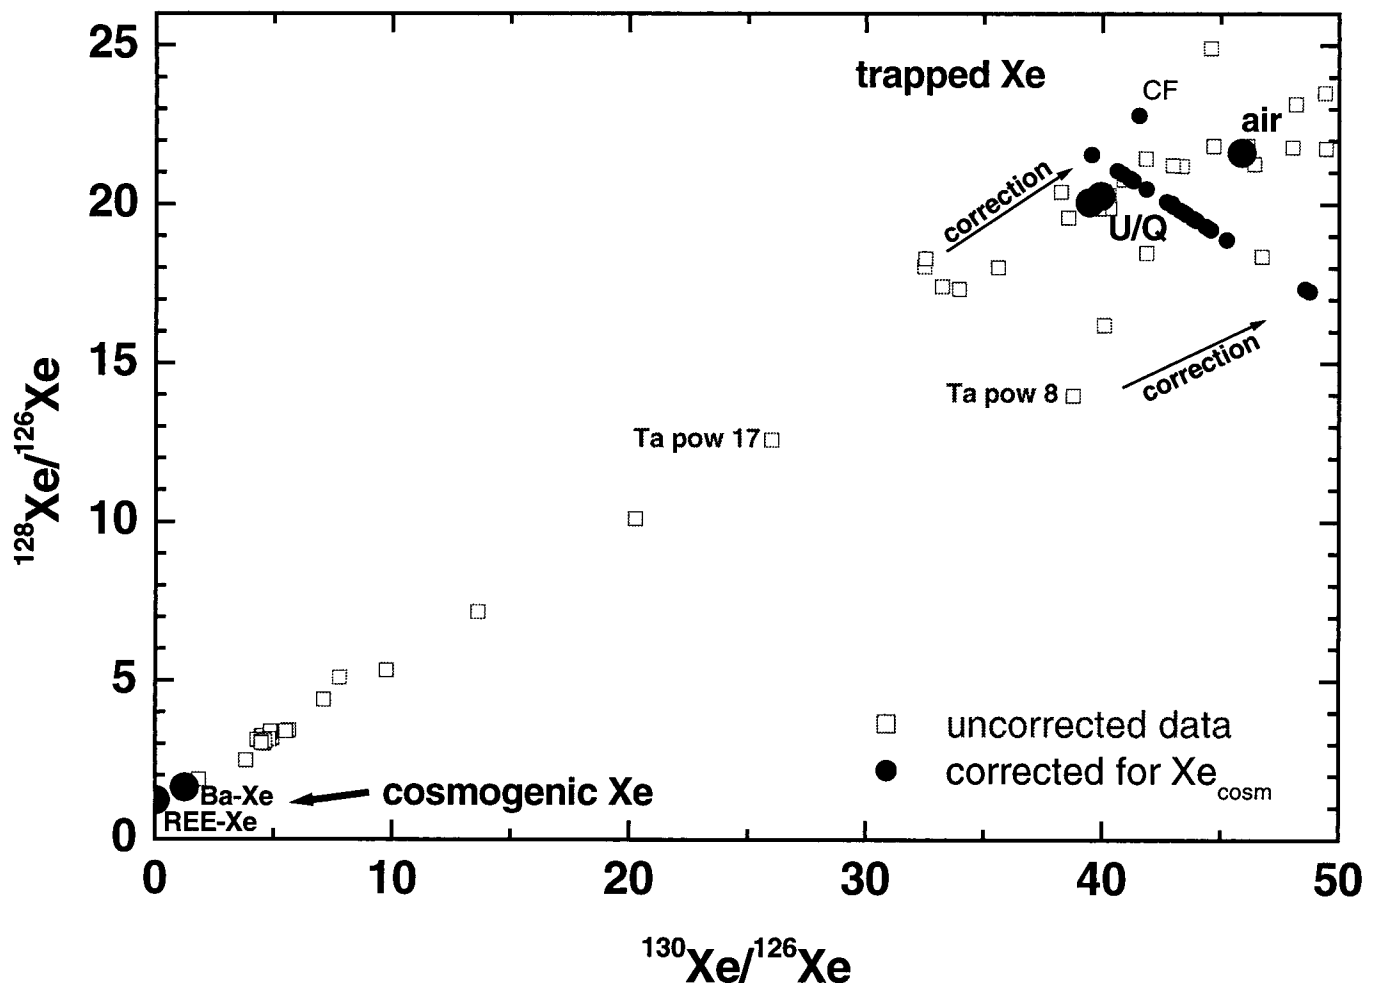 25
20
15
10
5
0
0
10
20
30
40
50
128Xe/126Xe
130Xe/126Xe
trapped Xe
CF
air
correction
U/Q
correction
Ta pow 8
Ta pow 17
uncorrected data
corrected for Xecosm
cosmogenic Xe
Ba-Xe
REE-Xe